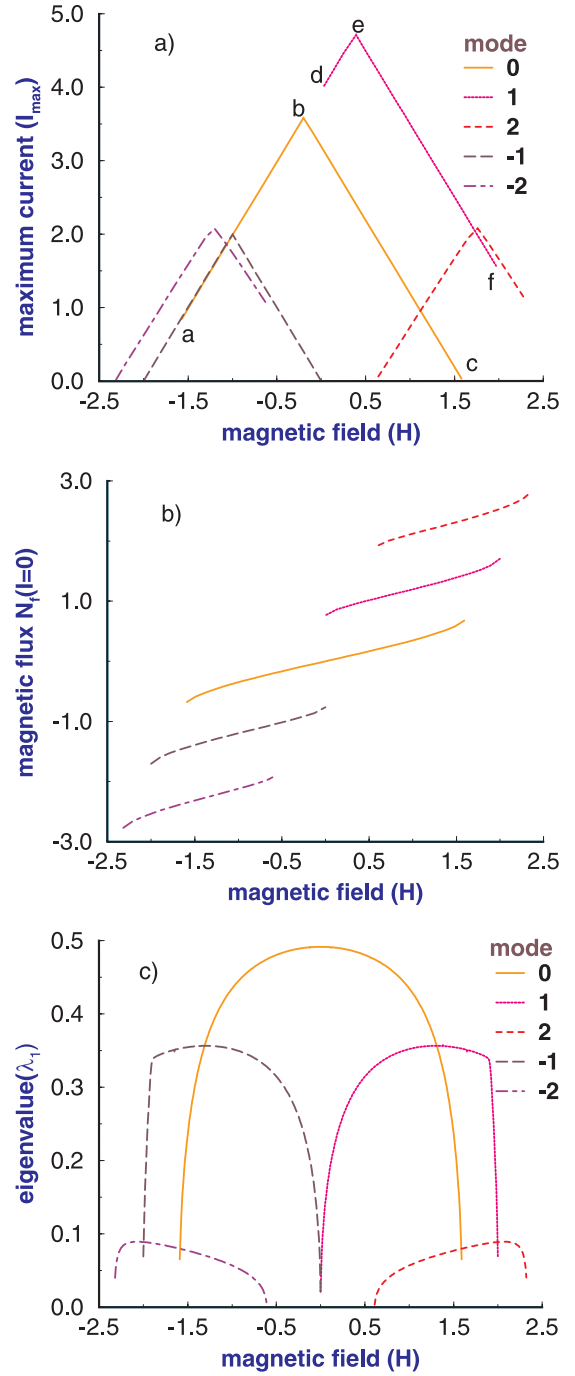 a)
maximum current (Imax)
5.0
4.0
3.0
2.0
1.0
0.0
e
d
b
a
c
f
mode
0
1
2
-1
-2
-2.5 -1.5 -0.5 0.5 1.5 2.5
magnetic field (H)
b)
magnetic flux Nf(I=0)
3.0
1.0
-1.0
-3.0
-2.5 -1.5 -0.5 0.5 1.5 2.5
magnetic field (H)
c)
eigenvalue(λ1)
0.5
0.4
0.3
0.2
0.1
0.0
mode
0
1
2
-1
-2
-2.5 -1.5 -0.5 0.5 1.5 2.5
magnetic field (H)